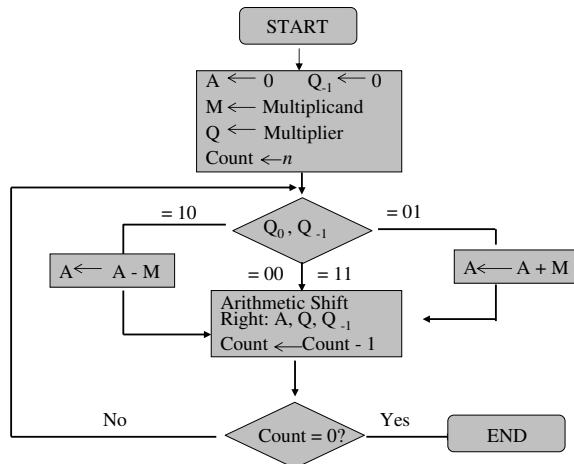 START
A ← 0 Q-1 ← 0
M ← Multiplicand
Q ← Multiplier
Count ← n
= 10
= 01
Q0 , Q -1
A ← A - M
= 00 = 11
A ← A + M
Arithmetic Shift
Right: A, Q, Q -1
Count ← Count - 1
No
Yes
Count = 0?
END